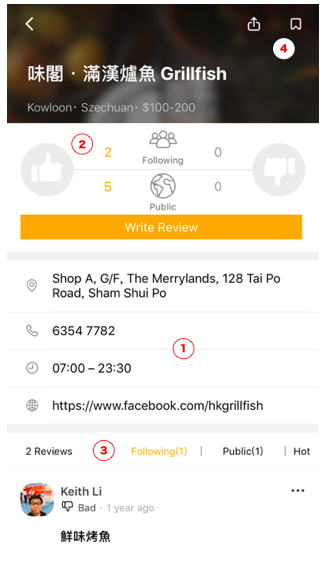 4
味閣‧滿漢爐魚 Grillfish
Kowloon· Szechuan· $100-200
2
2
Following
0
5
Public
0
Write Review
Shop A, G/F, The Merrylands, 128 Tai Po
Road, Sham Shui Po
6354 7782
1
07:00 – 23:30
https://www.facebook.com/hkgrillfish
2 Reviews
3
Following(1) | Public(1) | Hot
Keith Li
Bad · 1 year ago
鮮味烤魚